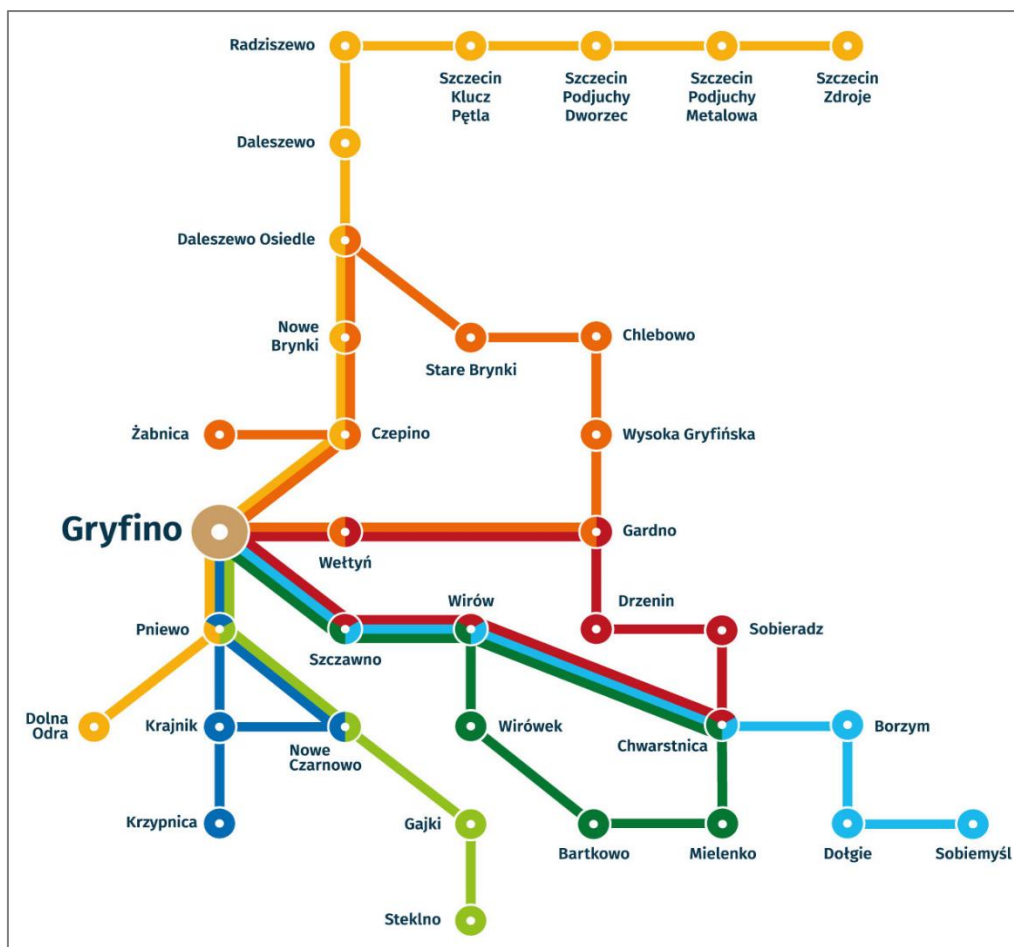 Radziszewo
Szczecin
Klucz
Pętla
Szczecin
Podjuchy
Dworzec
Szczecin
Podjuchy
Metalowa
Szczecin
Zdroje
Daleszewo
Daleszewo Osiedle
Nowe
Brynki
Stare Brynki
Chlebowo
Żabnica
Czepino
Wysoka Gryfińska
Gryfino
Wełtyń
Gardno
Pniewo
Szczawno
Wirów
Drzenin
Sobieradz
Dolna
Odra
Krajnik
Nowe
Czarnowo
Wirówek
Chwarstnica
Borzym
Krzypnica
Gajki
Bartkowo
Mielenko
Dołgie
Sobiemyśl
Steklno